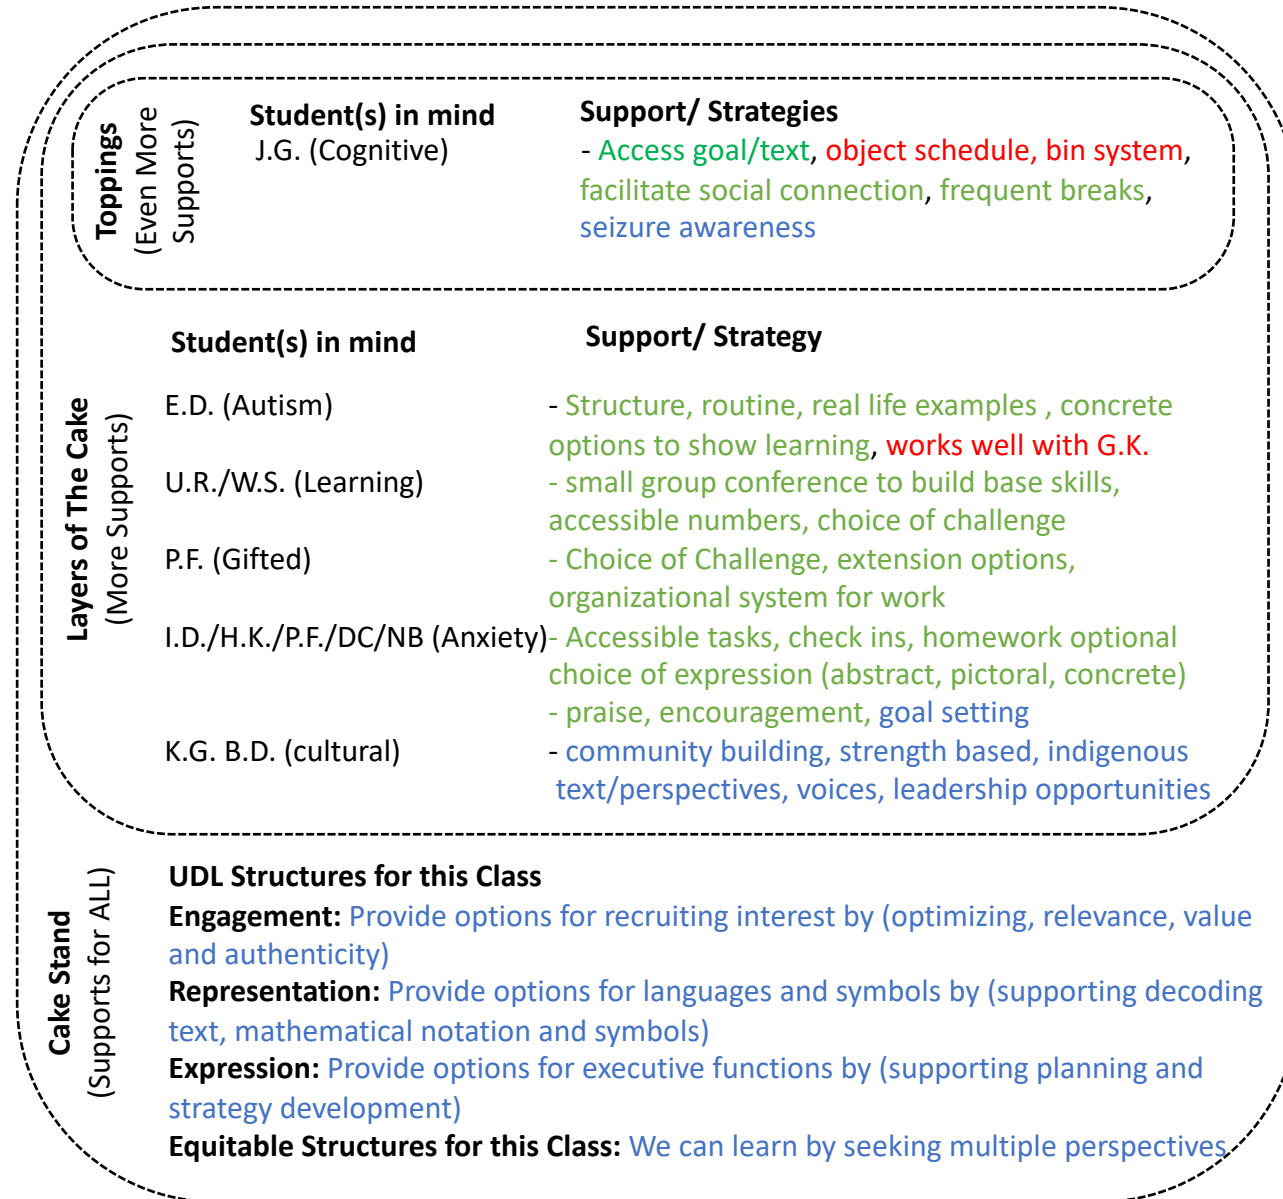 Toppings
(Even More
Supports)
Student(s) in mind
Support/ Strategies
J.G. (Cognitive)
- Access goal/text, object schedule, bin system,
facilitate social connection, frequent breaks,
seizure awareness
Layers of The Cake
(More Supports)
Student(s) in mind
Support/ Strategy
E.D. (Autism)
- Structure, routine, real life examples , concrete
options to show learning, works well with G.K.
U.R./W.S. (Learning)
- small group conference to build base skills,
accessible numbers, choice of challenge
P.F. (Gifted)
- Choice of Challenge, extension options,
organizational system for work
I.D./H.K./P.F./DC/NB (Anxiety)
- Accessible tasks, check ins, homework optional
choice of expression (abstract, pictoral, concrete)
- praise, encouragement, goal setting
K.G. B.D. (cultural)
- community building, strength based, indigenous
text/perspectives, voices, leadership opportunities
Cake Stand
(Supports for ALL)
UDL Structures for this Class
Engagement: Provide options for recruiting interest by (optimizing, relevance, value
and authenticity)
Representation: Provide options for languages and symbols by (supporting decoding
text, mathematical notation and symbols)
Expression: Provide options for executive functions by (supporting planning and
strategy development)
Equitable Structures for this Class: We can learn by seeking multiple perspectives